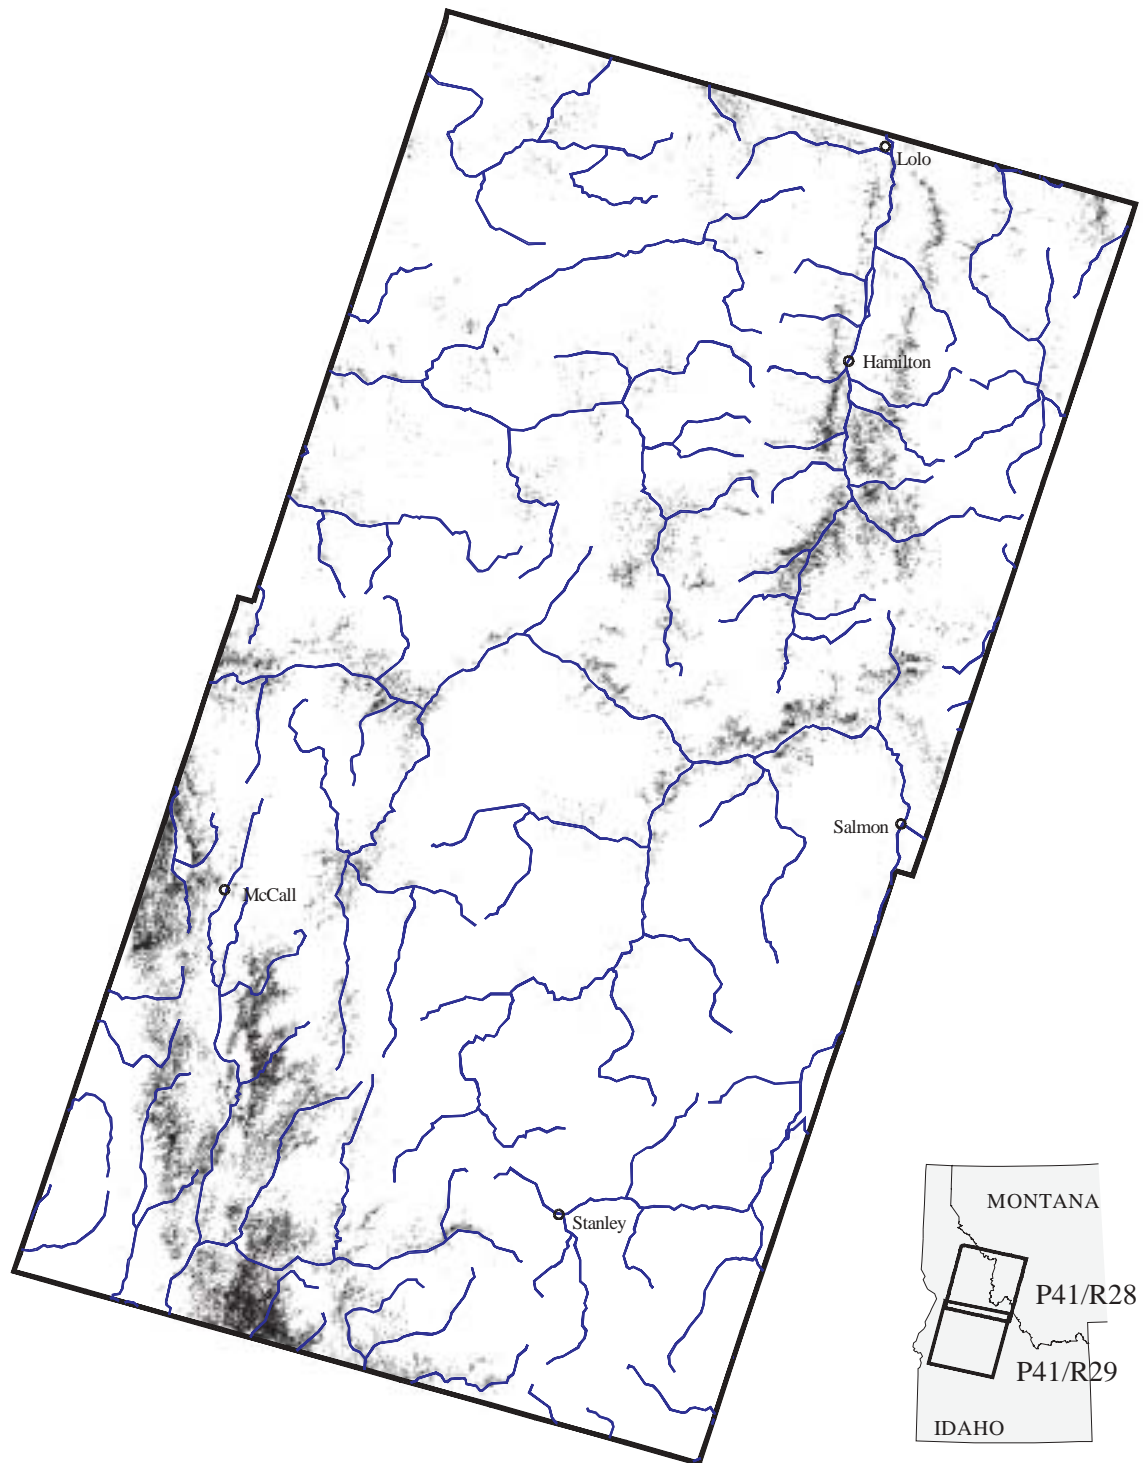 Lolo
Hamilton
Salmon
McCall
Stanley
MONTANA
P41/R28
P41/R29
IDAHO